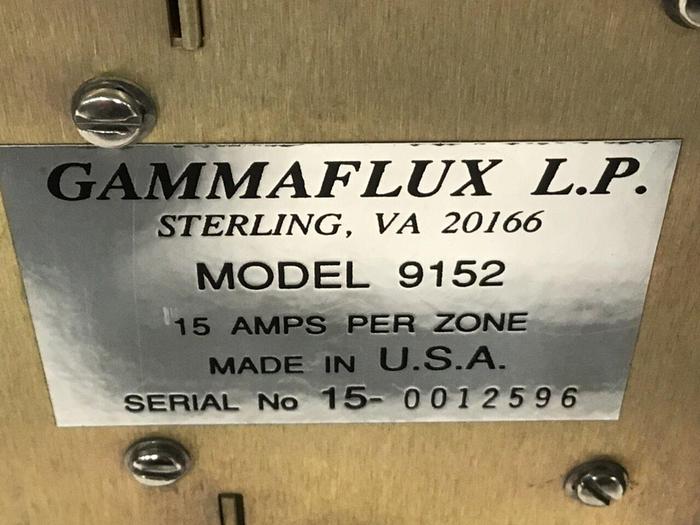 GAMMAFLUX L.P.
STERLING, VA 20166
MODEL 9152
15 AMPS PER ZONE
MADE IN U.S.A.
SERIAL No 15- 0012596